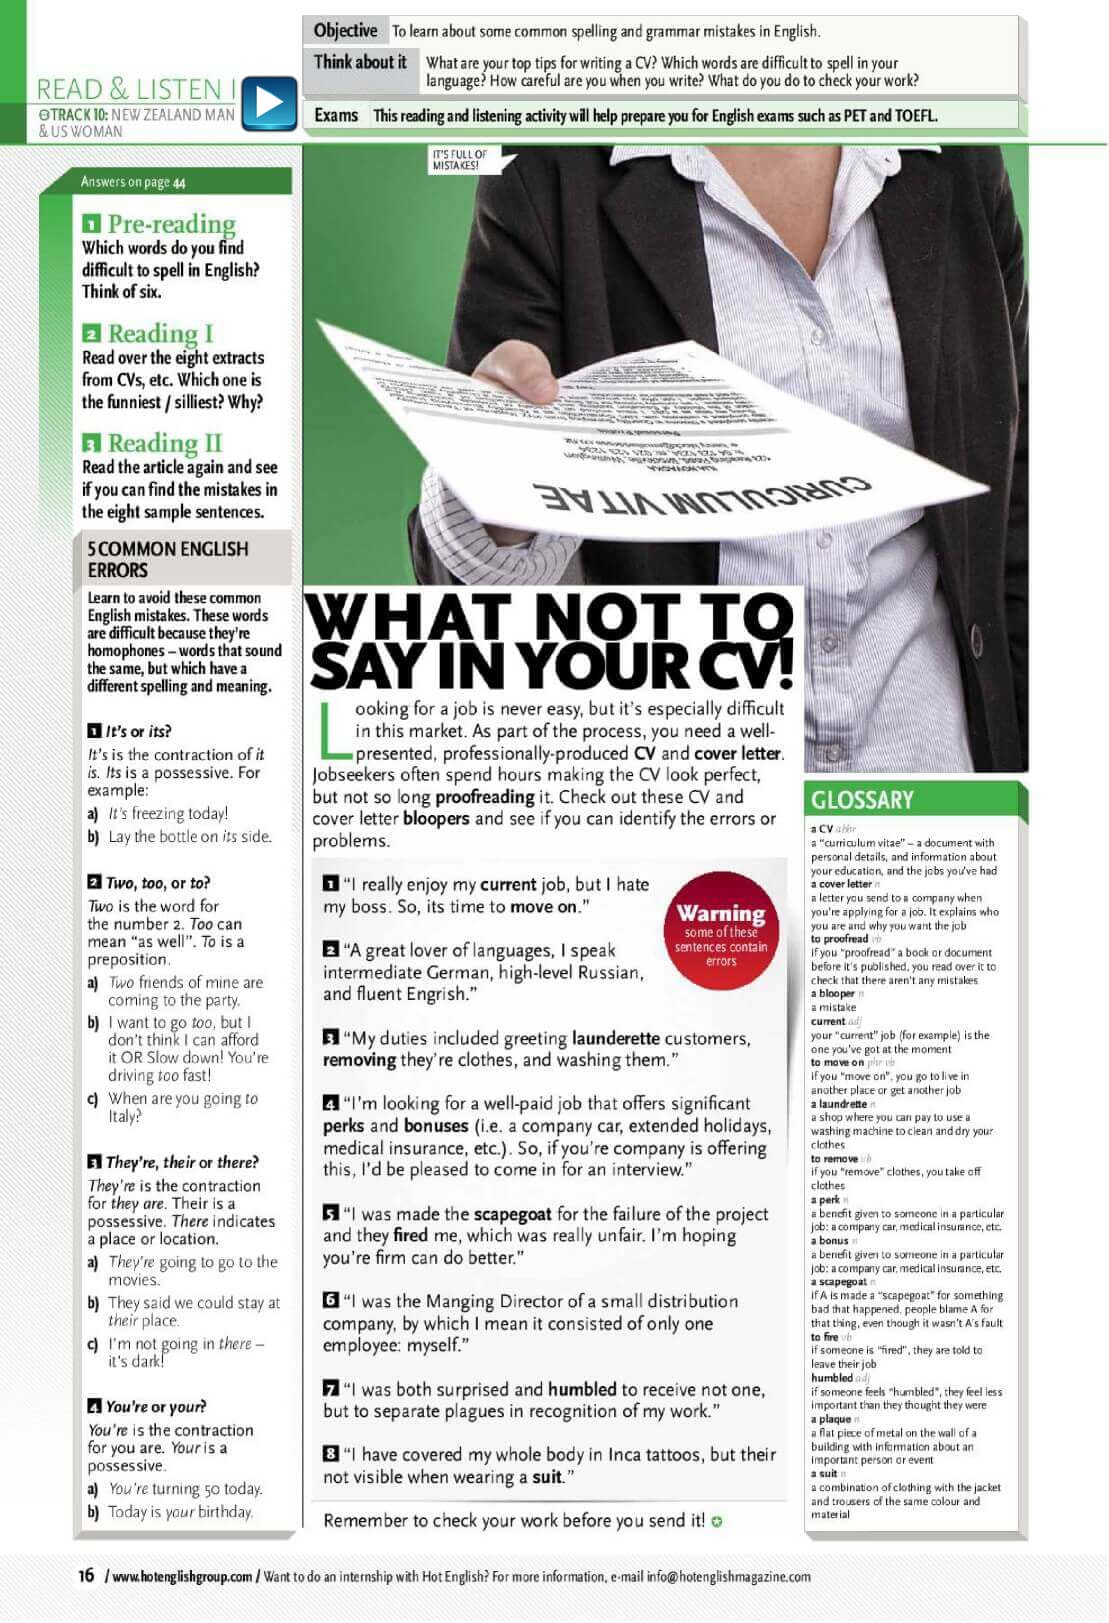 Objective To learn about some common spelling and grammar mistakes in English.
Think about it What are your top tips for writing a CV? Which words are difficult to spell in your
language? How careful are you when you write? What do you do to check your work?
Exams This reading and listening activity will help prepare you for English exams such as PET and TOEFL.
READ & LISTEN I
TRACK 10: NEW ZEALAND MAN
& US WOMAN
Answers on page 44
1 Pre-reading
Which words do you find
difficult to spell in English?
Think of six.
2 Reading I
Read over the eight extracts
from CVs, etc. Which one is
the funniest / silliest? Why?
3 Reading II
Read the article again and see
if you can find the mistakes in
the eight sample sentences.
5 COMMON ENGLISH
ERRORS
Learn to avoid these common
English mistakes. These words
are difficult because they're
homophones – words that sound
the same, but which have a
different spelling and meaning.
1 It's or its?
It's is the contraction of it
is. Its is a possessive. For
example:
a) It's freezing today!
b) Lay the bottle on its side.
2 Two, too, or to?
Two is the word for
the number 2. Too can
mean "as well". To is a
preposition.
a) Two friends of mine are
coming to the party.
b) I want to go too, but I
don't think I can afford
it OR Slow down! You're
driving too fast!
c) When are you going to
Italy?
3 They're, their or there?
They're is the contraction
for they are. Their is a
possessive. There indicates
a place or location.
a) They're going to go to the
movies.
b) They said we could stay at
their place.
c) I'm not going in there –
it's dark!
4 You're or your?
You're is the contraction
for you are. Your is a
possessive.
a) You're turning 50 today.
b) Today is your birthday.
IT'S FULL OF
MISTAKES!
CURICULUM VITAE
WHAT NOT TO
SAY IN YOUR CV!
Looking for a job is never easy, but it's especially difficult
in this market. As part of the process, you need a well-
presented, professionally-produced CV and cover letter.
Jobseekers often spend hours making the CV look perfect,
but not so long proofreading it. Check out these CV and
cover letter bloopers and see if you can identify the errors or
problems.
1 "I really enjoy my current job, but I hate
my boss. So, its time to move on."
2 "A great lover of languages, I speak
intermediate German, high-level Russian,
and fluent Engrish."
Warning
some of these
sentences contain
errors
3 "My duties included greeting launderette customers,
removing they're clothes, and washing them."
4 "I'm looking for a well-paid job that offers significant
perks and bonuses (i.e. a company car, extended holidays,
medical insurance, etc.). So, if you're company is offering
this, I'd be pleased to come in for an interview."
5 "I was made the scapegoat for the failure of the project
and they fired me, which was really unfair. I'm hoping
you're firm can do better."
6 "I was the Manging Director of a small distribution
company, by which I mean it consisted of only one
employee: myself."
7 "I was both surprised and humbled to receive not one,
but to separate plagues in recognition of my work."
8 "I have covered my whole body in Inca tattoos, but their
not visible when wearing a suit."
Remember to check your work before you send it!
GLOSSARY
a CV abbr
a "curriculum vitae" – a document with
personal details, and information about
your education, and the jobs you've had
a cover letter n
a letter you send to a company when
you're applying for a job. It explains who
you are and why you want the job
to proofread vb
if you "proofread" a book or document
before it's published, you read over it to
check that there aren't any mistakes
a blooper n
a mistake
current adj
your "current" job (for example) is the
one you've got at the moment
to move on phr vb
if you "move on", you go to live in
another place or get another job
a laundrette n
a shop where you can pay to use a
washing machine to clean and dry your
clothes
to remove vb
if you "remove" clothes, you take off
clothes
a perk n
a benefit given to someone in a particular
job: a company car, medical insurance, etc.
a bonus n
a benefit given to someone in a particular
job: a company car, medical insurance, etc.
a scapegoat n
if A is made a "scapegoat" for something
bad that happened, people blame A for
that thing, even though it wasn't A's fault
to fire vb
if someone is "fired", they are told to
leave their job
humbled adj
if someone feels "humbled", they feel less
important than they thought they were
a plaque n
a flat piece of metal on the wall of a
building with information about an
important person or event
a suit n
a combination of clothing with the jacket
and trousers of the same colour and
material
16 / www.hotenglishgroup.com / Want to do an internship with Hot English? For more information, e-mail info@hotenglishmagazine.com